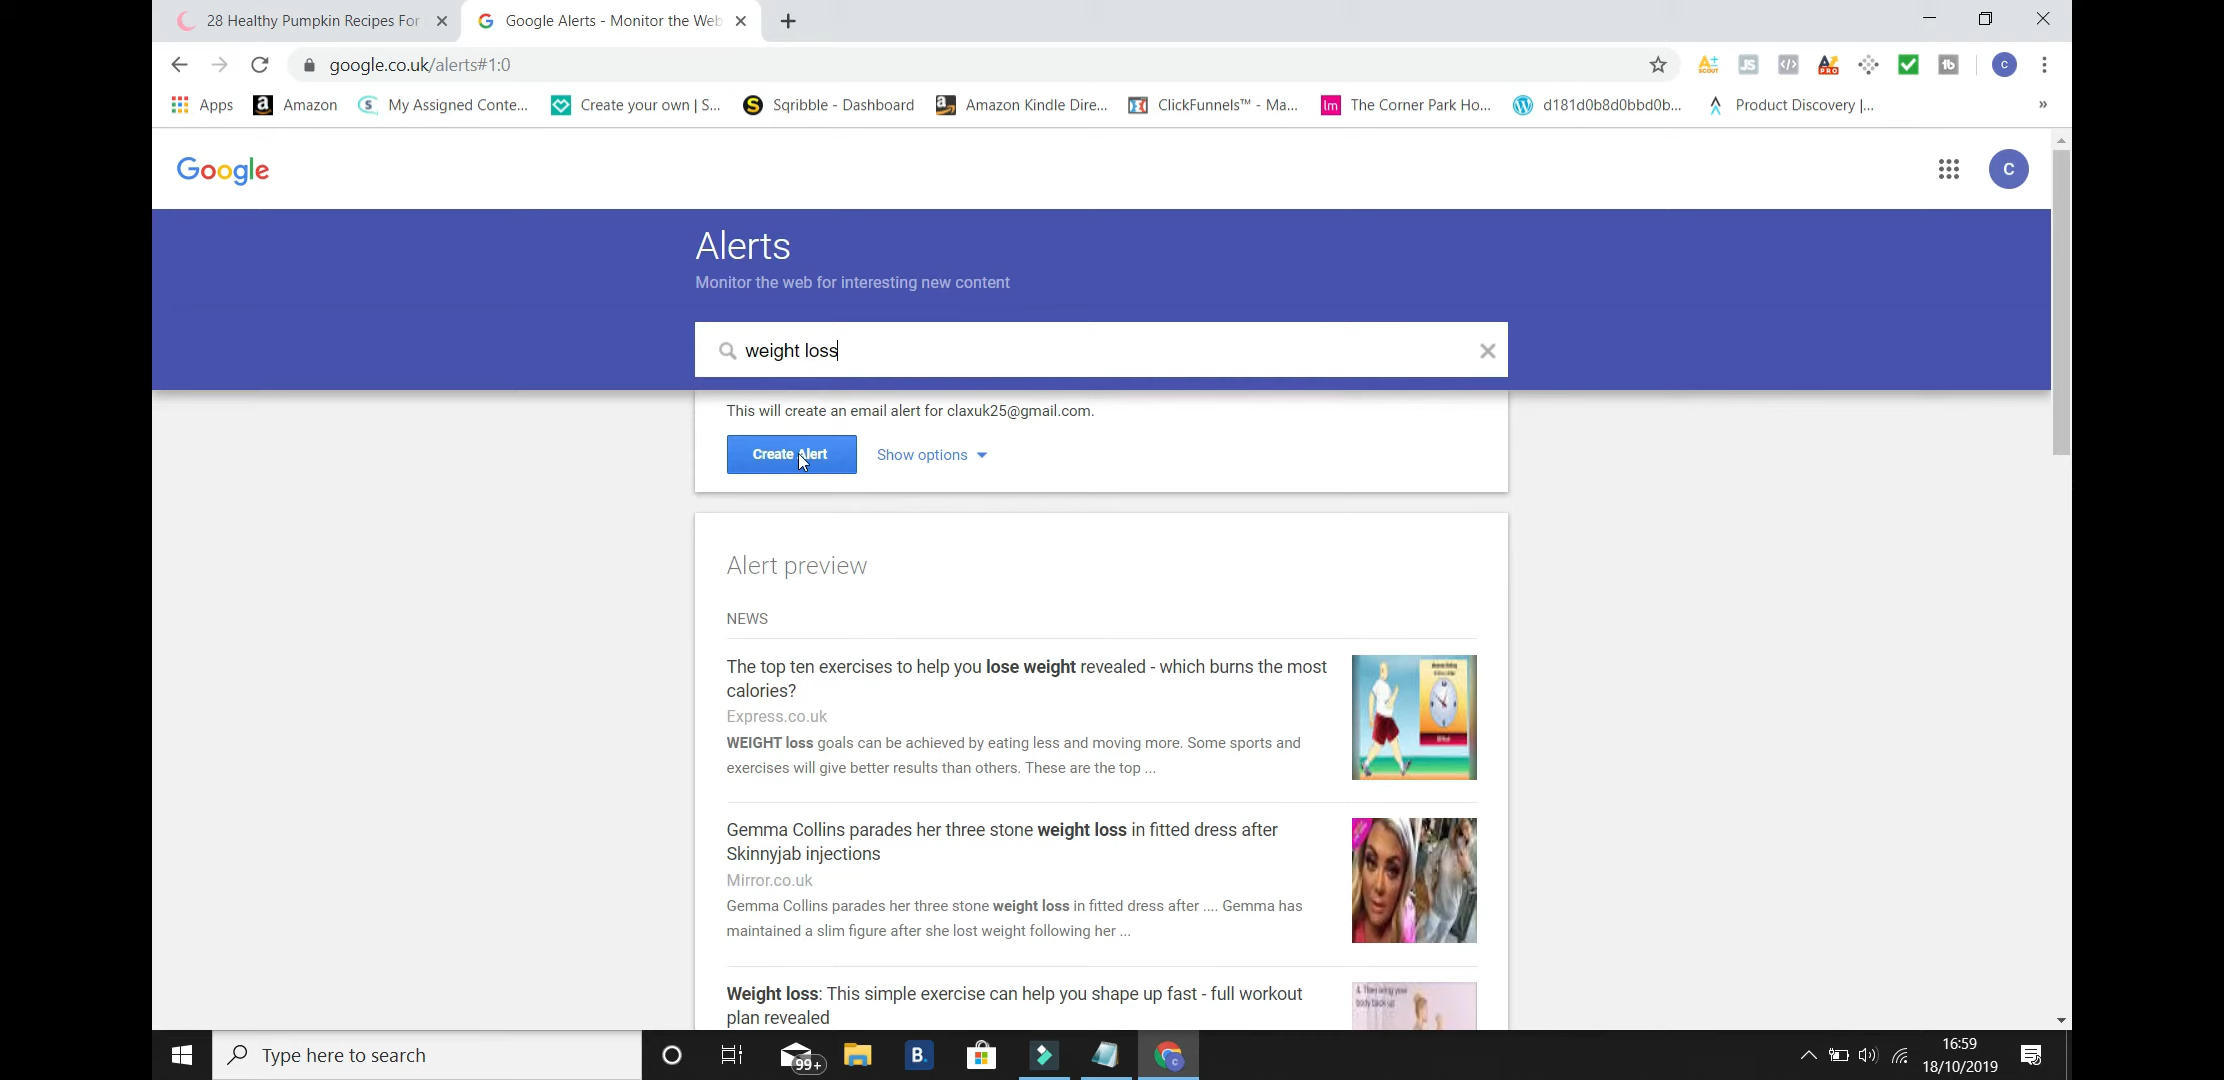 28 Healthy Pumpkin Recipes For
Google Alerts - Monitor the Web
google.co.uk/alerts#1:0
Apps
Amazon
My Assigned Conte...
Create your own | S...
Sqribble - Dashboard
Amazon Kindle Dire...
ClickFunnels™ - Ma...
The Corner Park Ho...
d181d0b8d0bbd0b...
Product Discovery |...
»
Google
C
Alerts
Monitor the web for interesting new content
weight loss
This will create an email alert for claxuk25@gmail.com.
Create Alert
Show options
Alert preview
NEWS
The top ten exercises to help you lose weight revealed - which burns the most
calories?
Express.co.uk
WEIGHT loss goals can be achieved by eating less and moving more. Some sports and
exercises will give better results than others. These are the top ...
Gemma Collins parades her three stone weight loss in fitted dress after
Skinnyjab injections
Mirror.co.uk
Gemma Collins parades her three stone weight loss in fitted dress after .... Gemma has
maintained a slim figure after she lost weight following her ...
Weight loss: This simple exercise can help you shape up fast - full workout
plan revealed
Type here to search
99+
B.
16:59
18/10/2019